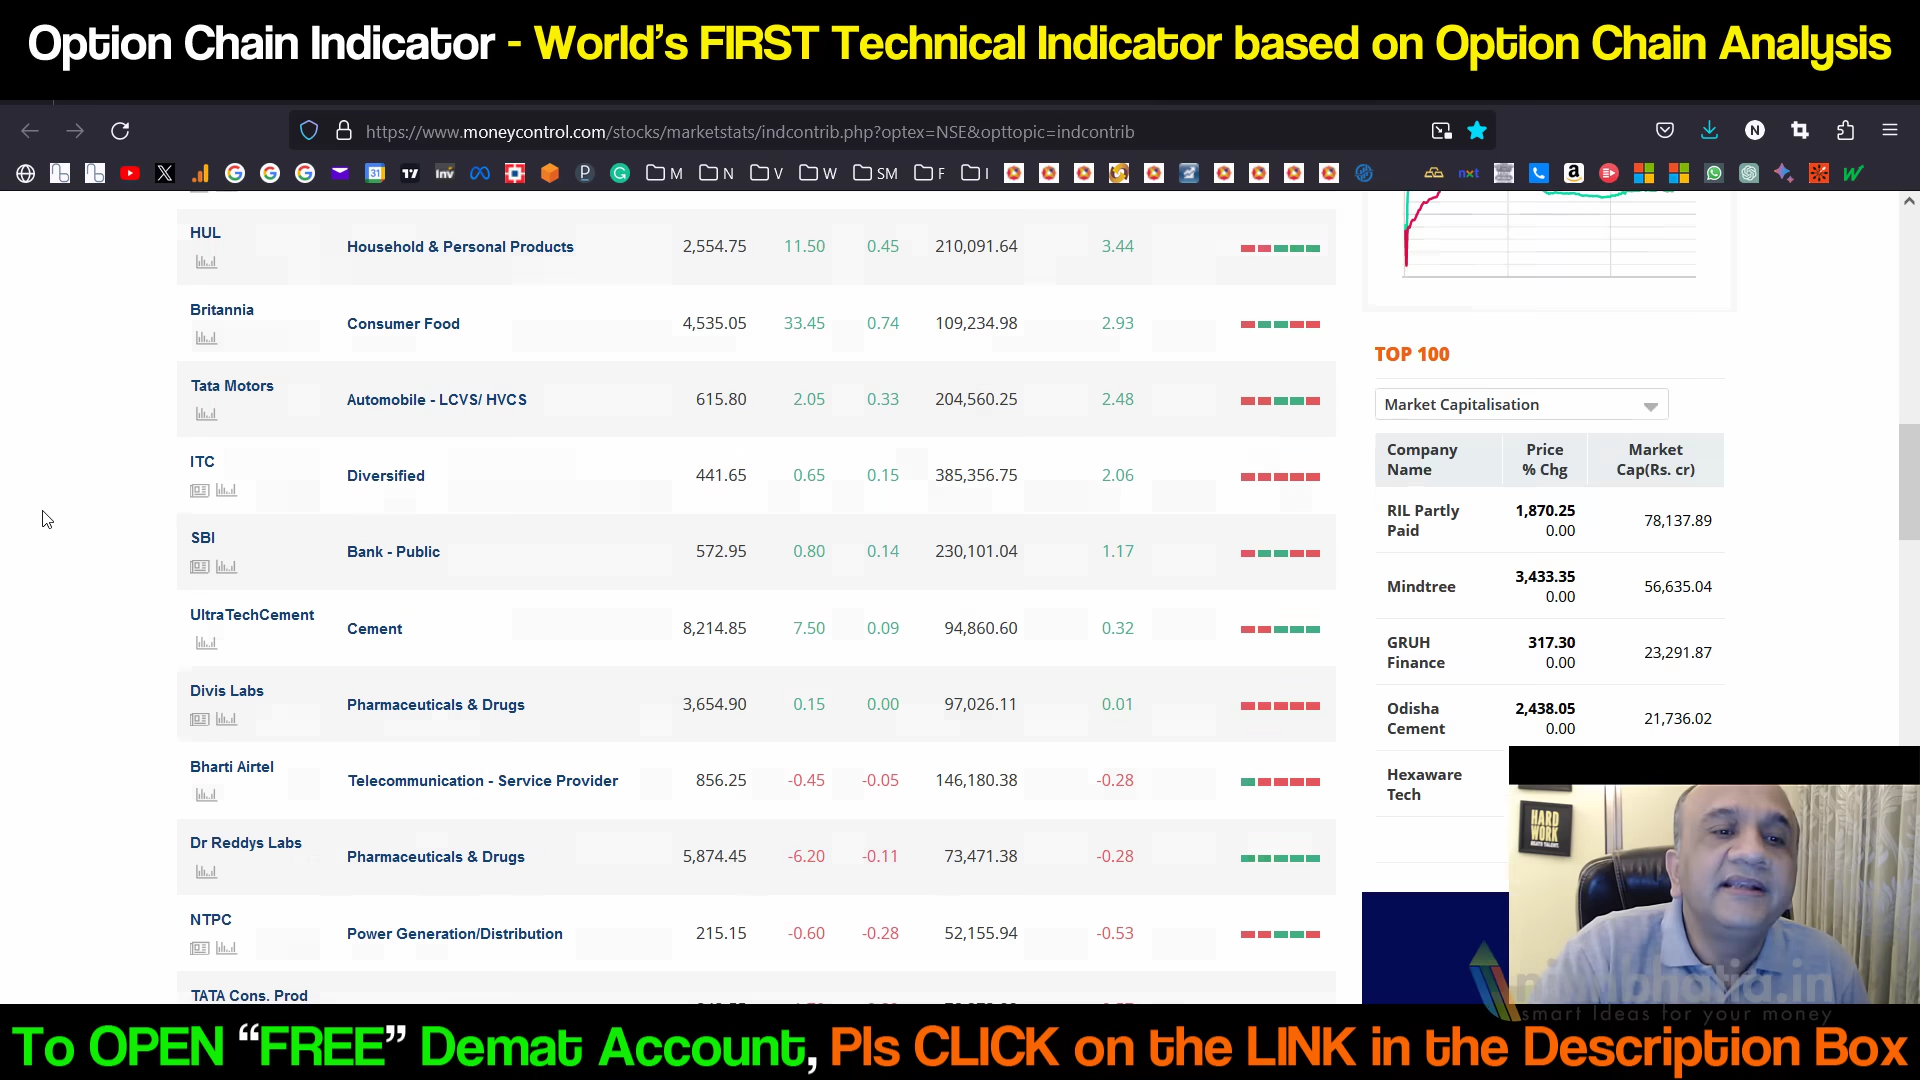 Option Chain Indicator - World's FIRST Technical Indicator based on Option Chain Analysis
https://www.moneycontrol.com/stocks/marketstats/indcontrib.php?optex=NSE&opttopic=indcontrib
M N V W SM F I
HUL Household & Personal Products 2,554.75 11.50 0.45 210,091.64 3.44
Britannia Consumer Food 4,535.05 33.45 0.74 109,234.98 2.93
Tata Motors Automobile - LCVS/ HVCS 615.80 2.05 0.33 204,560.25 2.48
ITC Diversified 441.65 0.65 0.15 385,356.75 2.06
SBI Bank - Public 572.95 0.80 0.14 230,101.04 1.17
UltraTechCement Cement 8,214.85 7.50 0.09 94,860.60 0.32
Divis Labs Pharmaceuticals & Drugs 3,654.90 0.15 0.00 97,026.11 0.01
Bharti Airtel Telecommunication - Service Provider 856.25 -0.45 -0.05 146,180.38 -0.28
Dr Reddys Labs Pharmaceuticals & Drugs 5,874.45 -6.20 -0.11 73,471.38 -0.28
NTPC Power Generation/Distribution 215.15 -0.60 -0.28 52,155.94 -0.53
TATA Cons. Prod
TOP 100
Market Capitalisation
Company Name Price % Chg Market Cap(Rs. cr)
RIL Partly Paid 1,870.25 0.00 78,137.89
Mindtree 3,433.35 0.00 56,635.04
GRUH Finance 317.30 0.00 23,291.87
Odisha Cement 2,438.05 0.00 21,736.02
Hexaware Tech
HARD
WORK
BEATS TALENT
smart Ideas for your money
To OPEN "FREE" Demat Account, Pls CLICK on the LINK in the Description Box